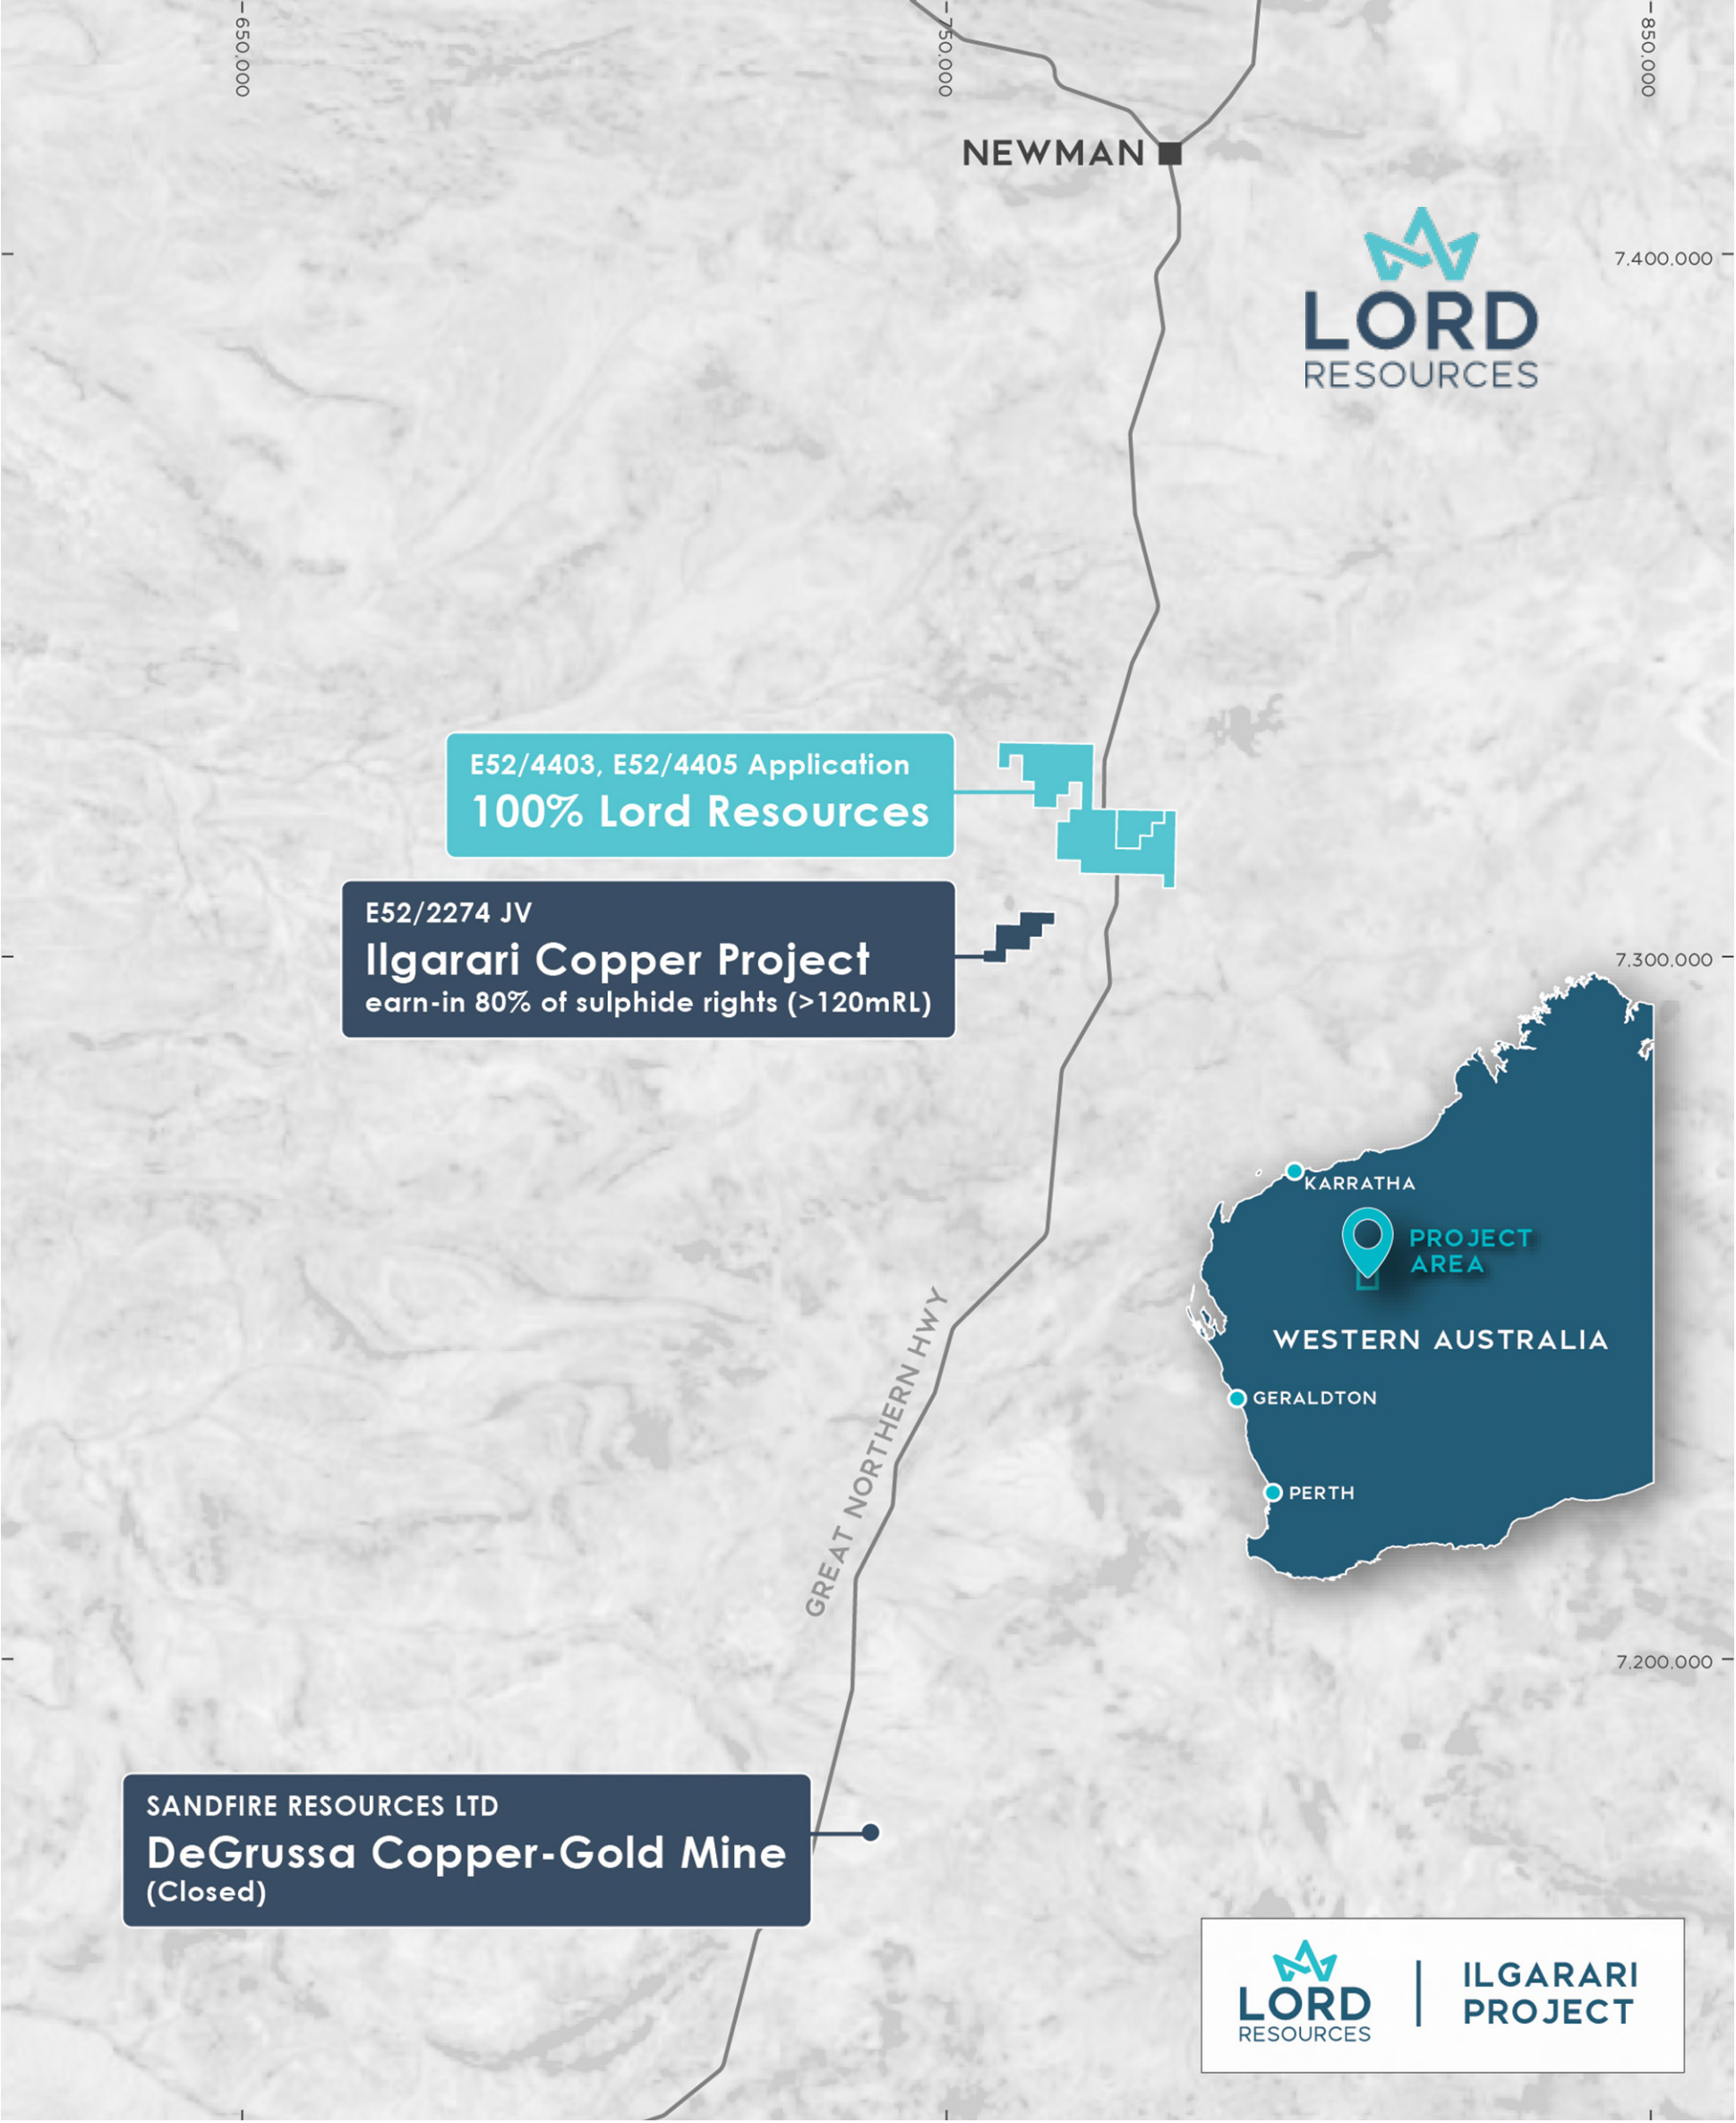 650,000
750,000
850,000
NEWMAN
7,400,000
LORD
RESOURCES
E52/4403, E52/4405 Application
100% Lord Resources
E52/2274 JV
Ilgarari Copper Project
earn-in 80% of sulphide rights (>120mRL)
7,300,000
KARRATHA
PROJECT
AREA
WESTERN AUSTRALIA
GERALDTON
PERTH
GREAT NORTHERN HWY
7,200,000
SANDFIRE RESOURCES LTD
DeGrussa Copper-Gold Mine
(Closed)
LORD
RESOURCES
ILGARARI
PROJECT